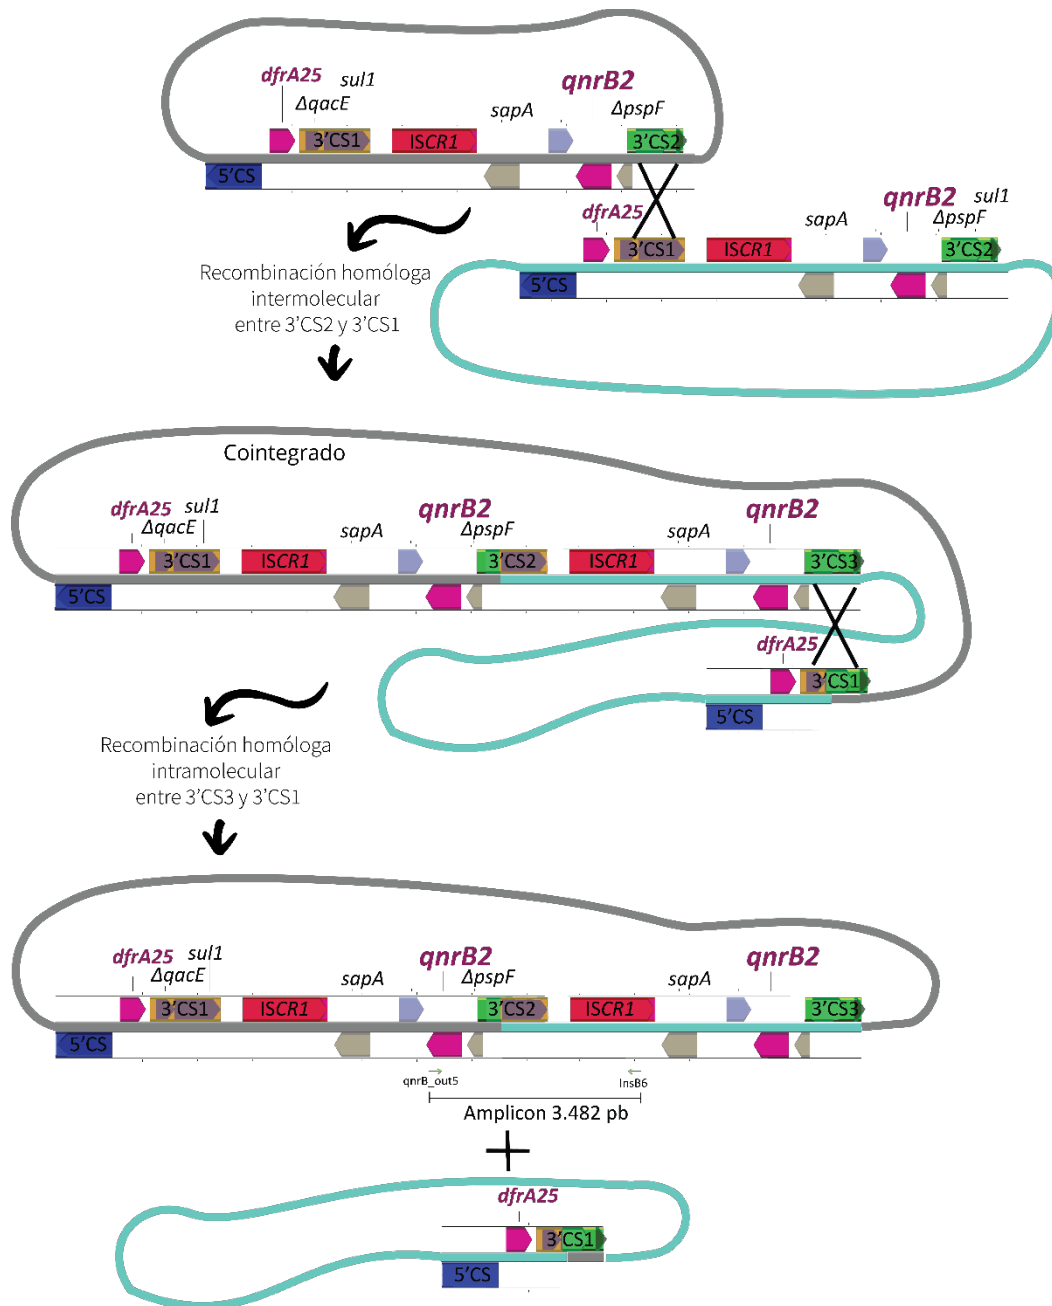 dfrA25
sul1
ΔqacE
qnrB2
sapA
ΔpspF
3'CS1
ISCR1
3'CS2
5'CS
dfrA25
qnrB2
sul1
sapA
ΔpspF
3'CS1
ISCR1
3'CS2
5'CS
Recombinación homóloga
intermolecular
entre 3'CS2 y 3'CS1
Cointegrado
dfrA25
sul1
ΔqacE
sapA
qnrB2
ΔpspF
sapA
qnrB2
3'CS1
ISCR1
3'CS2
ISCR1
3'CS3
5'CS
dfrA25
3'CS1
5'CS
Recombinación homóloga
intramolecular
entre 3'CS3 y 3'CS1
dfrA25
sul1
ΔqacE
sapA
qnrB2
ΔpspF
sapA
qnrB2
3'CS1
ISCR1
3'CS2
ISCR1
3'CS3
5'CS
qnrB_out5
InsB6
Amplicon 3.482 pb
dfrA25
3'CS1
5'CS